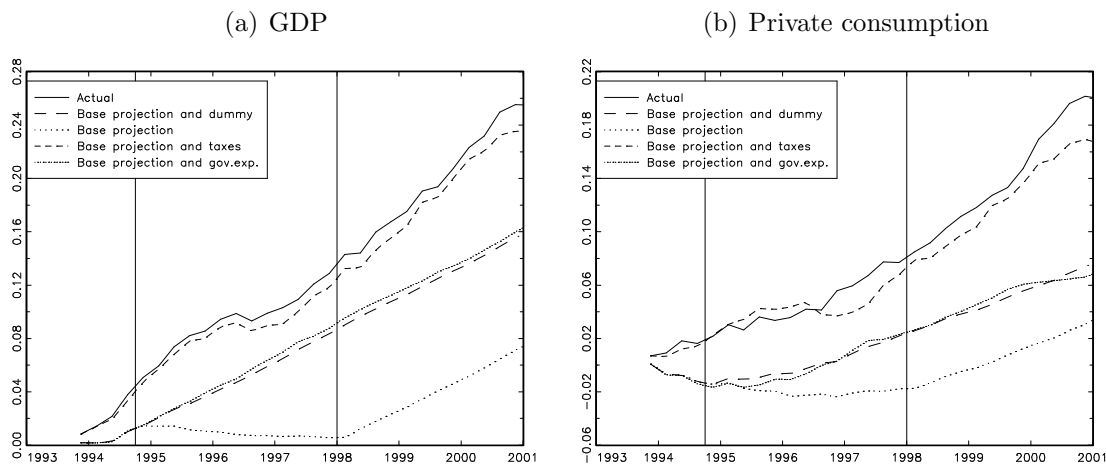 (a) GDP
0.28
0.24
0.20
0.16
0.12
0.08
0.04
0.00
Actual
Base projection and dummy
Base projection
Base projection and taxes
Base projection and gov.exp.
1993 1994 1995 1996 1997 1998 1999 2000 2001
(b) Private consumption
0.22
0.18
0.14
0.10
0.06
0.02
-0.02
-0.06
Actual
Base projection and dummy
Base projection
Base projection and taxes
Base projection and gov.exp.
1993 1994 1995 1996 1997 1998 1999 2000 2001